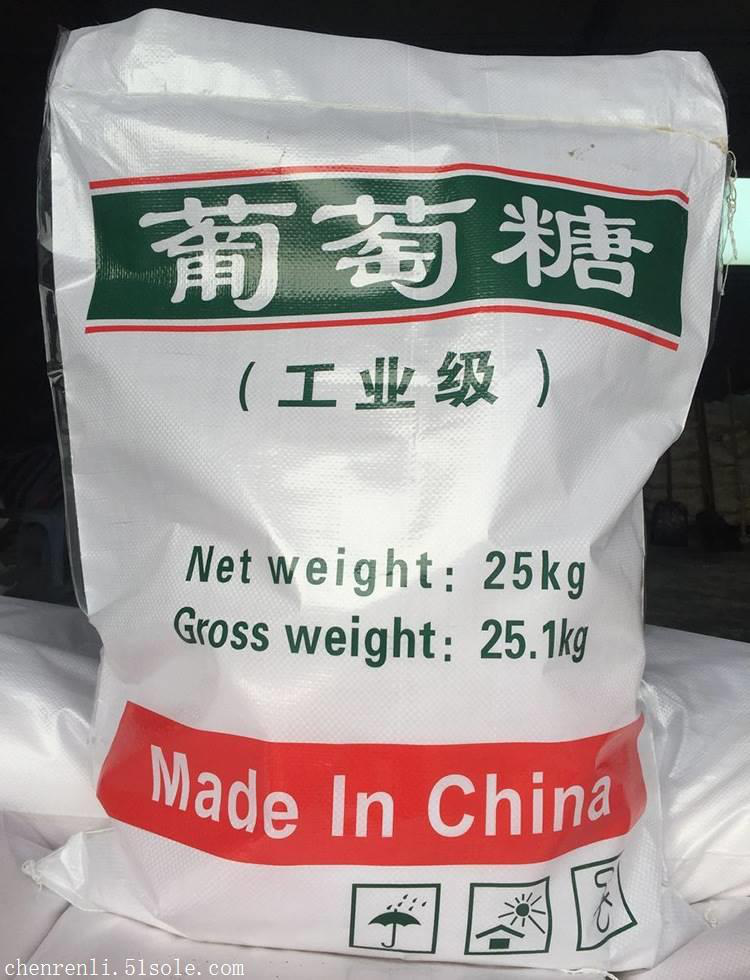 葡萄糖
（工业级）
Net weight：25kg
Gross weight：25.1kg
Made In China
chenrenli.51sole.com